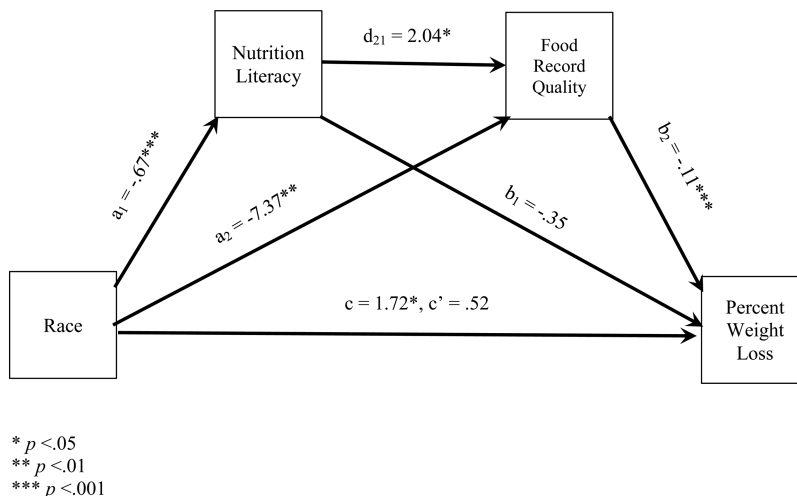 Nutrition
Literacy
d₂₁ = 2.04*
Food
Record
Quality
a₁ = -.67***
a₂ = -7.37**
b₁ = -.35
b₂ = -.11***
Race
c = 1.72*, c’ = .52
Percent
Weight
Loss
* p <.05
** p <.01
*** p <.001